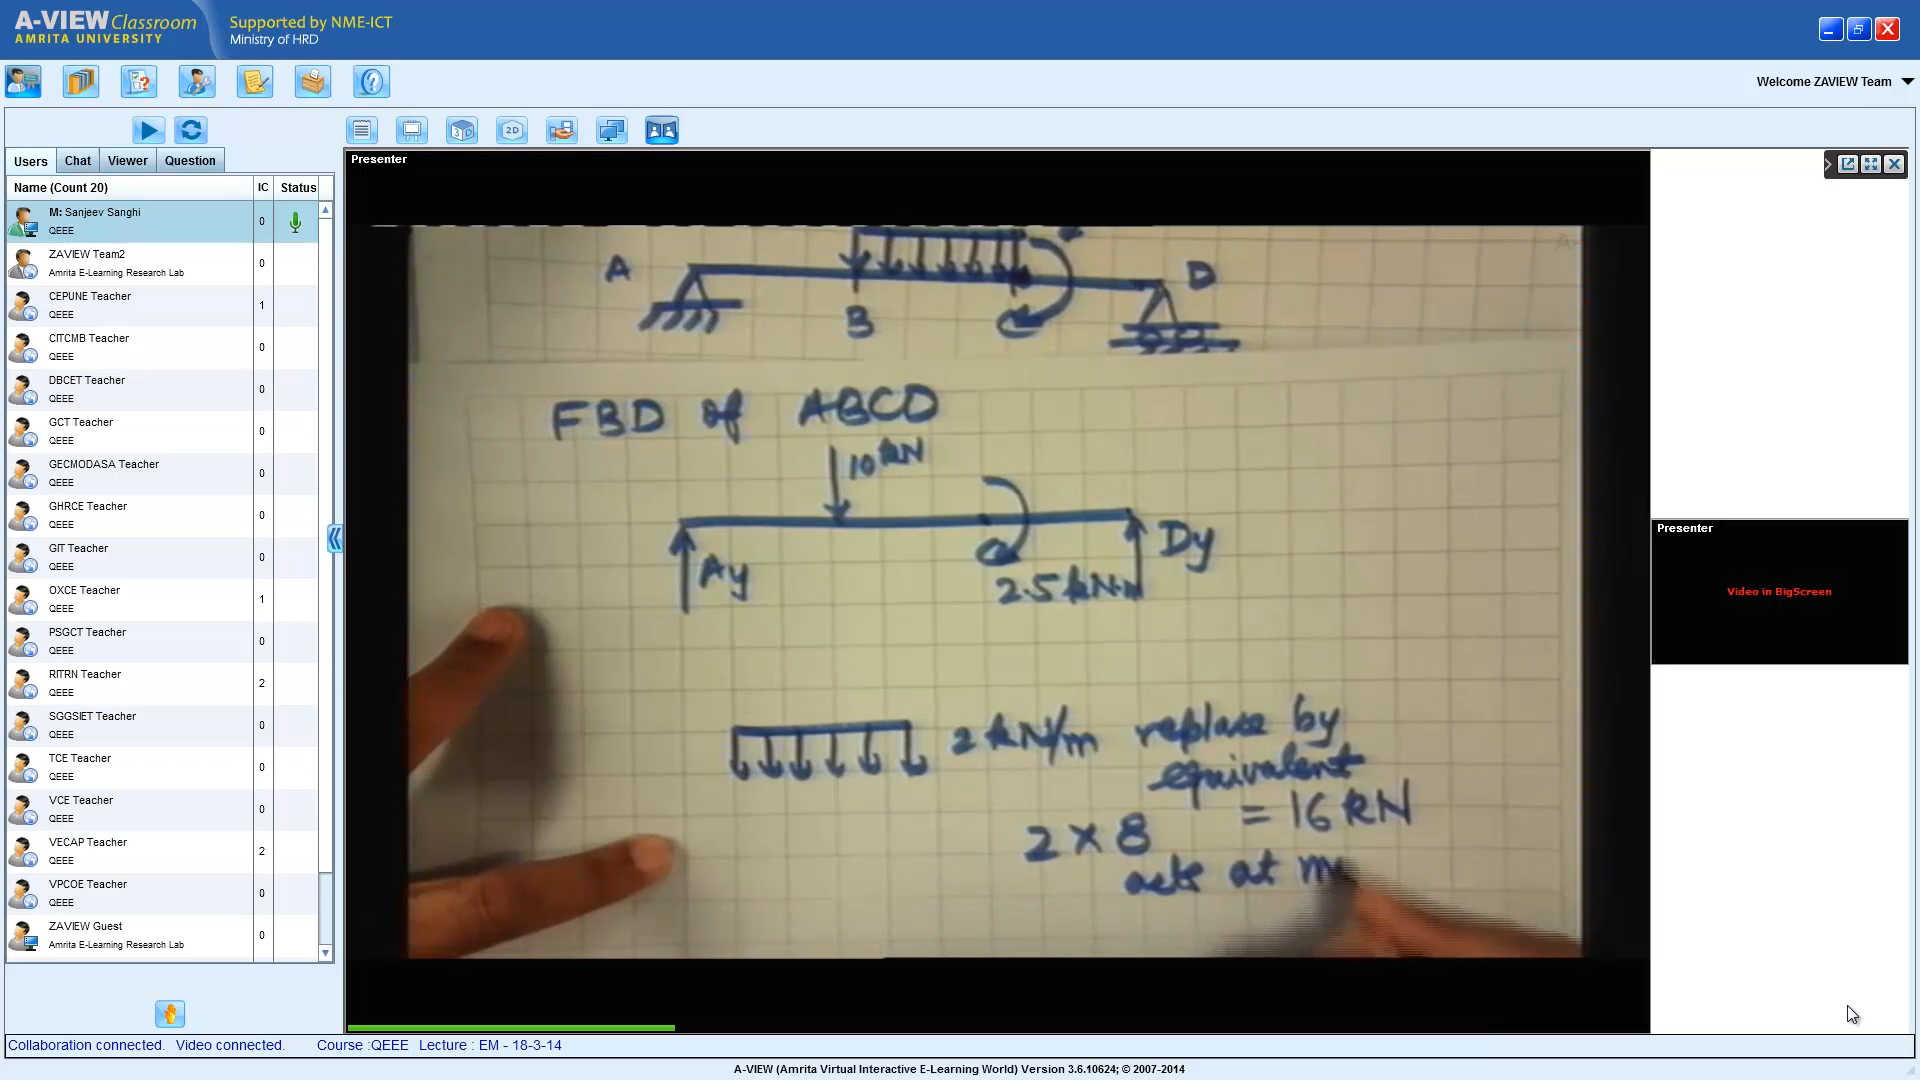 A-VIEW Classroom
AMRITA UNIVERSITY
Supported by NME-ICT
Ministry of HRD
Welcome ZAVIEW Team
Users Chat Viewer Question
Name (Count 20) IC Status
M: Sanjeev Sanghi
QEEE
0
ZAVIEW Team2
Amrita E-Learning Research Lab
0
CEPUNE Teacher
QEEE
1
CITCMB Teacher
QEEE
0
DBCET Teacher
QEEE
0
GCT Teacher
QEEE
0
GECMODASA Teacher
QEEE
0
GHRCE Teacher
QEEE
0
GIT Teacher
QEEE
0
OXCE Teacher
QEEE
1
PSGCT Teacher
QEEE
0
RITRN Teacher
QEEE
2
SGGSIET Teacher
QEEE
0
TCE Teacher
QEEE
0
VCE Teacher
QEEE
0
VECAP Teacher
QEEE
2
VPCOE Teacher
QEEE
0
ZAVIEW Guest
Amrita E-Learning Research Lab
0
3D
2D
Presenter
A D
B
FBD of ABCD
10 kN
Ay Dy
2.5 kN.m
2 kN/m replace by
equivalent
2 x 8 = 16 kN
acts at m
Presenter
Video in BigScreen
Collaboration connected. Video connected. Course :QEEE Lecture : EM - 18-3-14
A-VIEW (Amrita Virtual Interactive E-Learning World) Version 3.6.10624; © 2007-2014